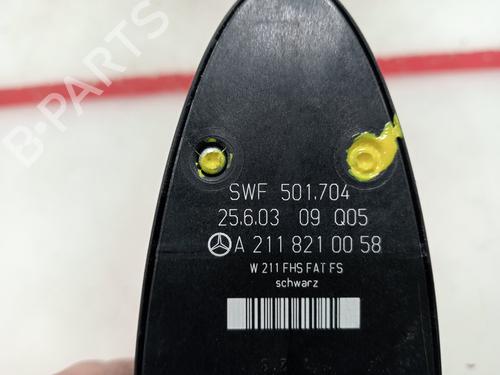 B-PARTS
SWF 501.704
25.6.03 09 Q05
A 211 821 00 58
W 211 FHS FAT FS
schwarz